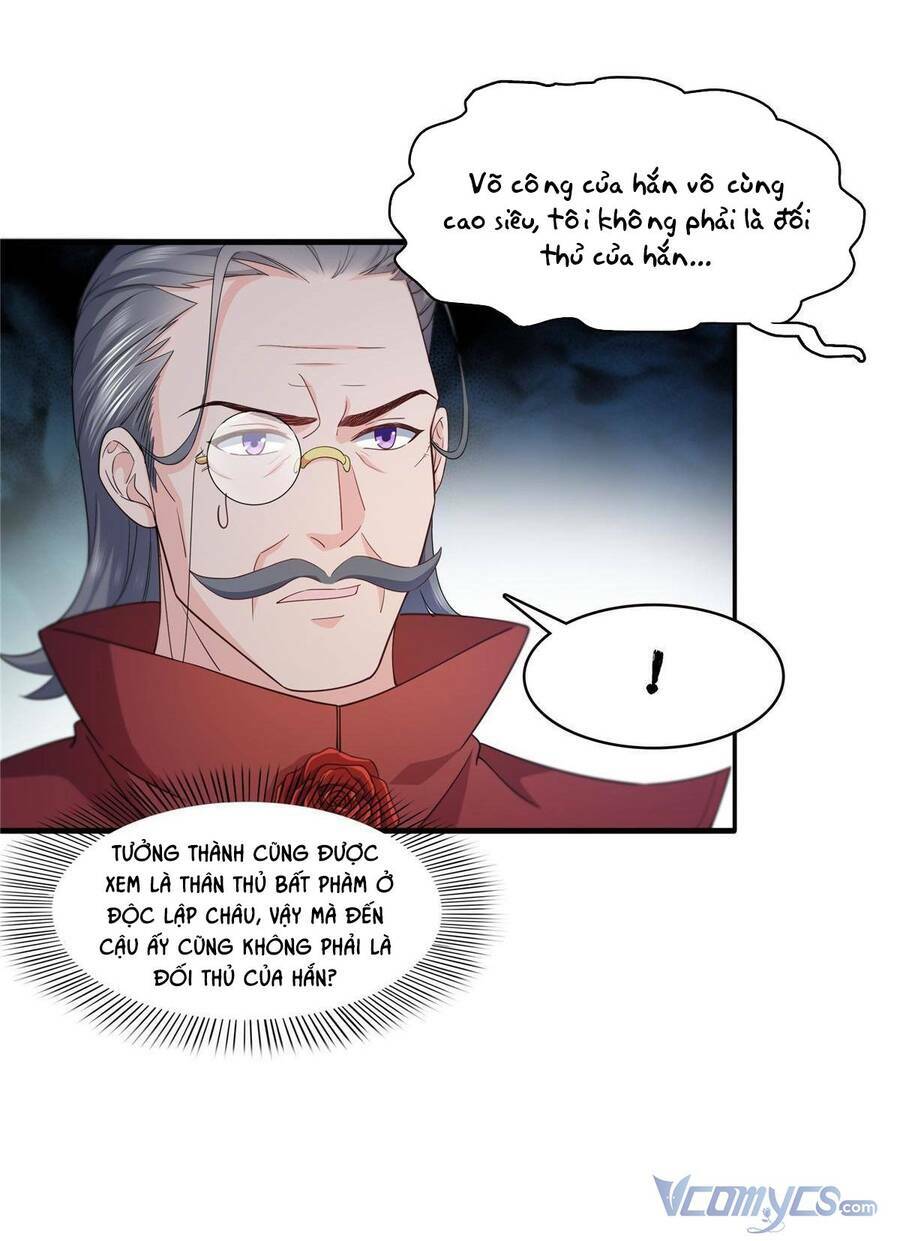 Võ công của hắn vô cùng
cao siêu, tôi không phải là đối
thủ của hắn...
!
TƯỞNG THÀNH CŨNG ĐƯỢC
XEM LÀ THÂN THỦ BẤT PHÀM Ở
ĐỘC LẬP CHÂU, VẬY MÀ ĐẾN
CẬU ẤY CŨNG KHÔNG PHẢI LÀ
ĐỐI THỦ CỦA HẮN?
VCOMYCS.com